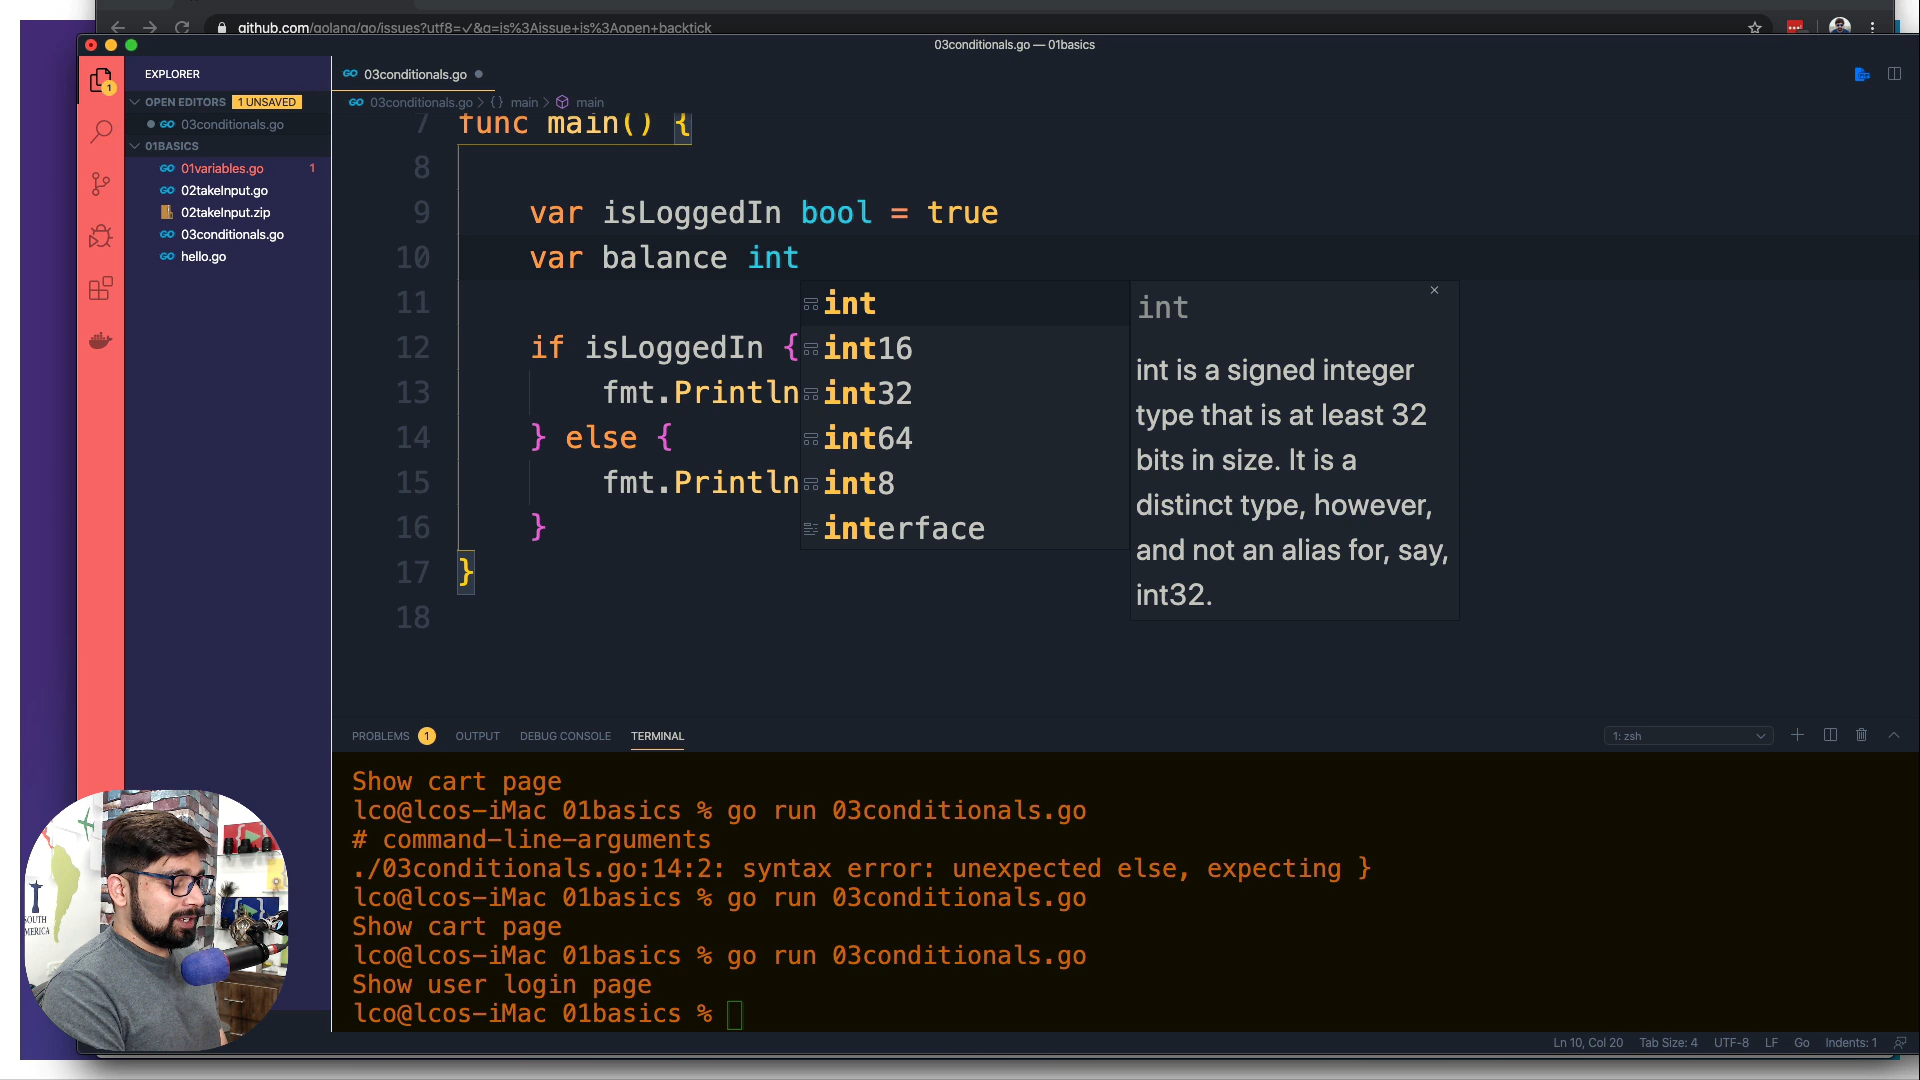 github.com/golang/go/issues?utf8=✓&q=is%3Aissue+is%3Aopen+backtick
03conditionals.go — 01basics
EXPLORER
03conditionals.go
OPEN EDITORS 1 UNSAVED
03conditionals.go > {} main > main
03conditionals.go
01BASICS
01variables.go 1
02takeInput.go
02takeInput.zip
03conditionals.go
hello.go
7 func main() {
8
9 var isLoggedIn bool = true
10 var balance int
11
12 if isLoggedIn {
13 fmt.Println
14 } else {
15 fmt.Println
16 }
17 }
18
int
int16
int32
int64
int8
interface
int
int is a signed integer
type that is at least 32
bits in size. It is a
distinct type, however,
and not an alias for, say,
int32.
PROBLEMS 1 OUTPUT DEBUG CONSOLE TERMINAL 1: zsh
Show cart page
lco@lcos-iMac 01basics % go run 03conditionals.go
# command-line-arguments
./03conditionals.go:14:2: syntax error: unexpected else, expecting }
lco@lcos-iMac 01basics % go run 03conditionals.go
Show cart page
lco@lcos-iMac 01basics % go run 03conditionals.go
Show user login page
lco@lcos-iMac 01basics %
SOUTH
AMERICA
Ln 10, Col 20 Tab Size: 4 UTF-8 LF Go Indents: 1